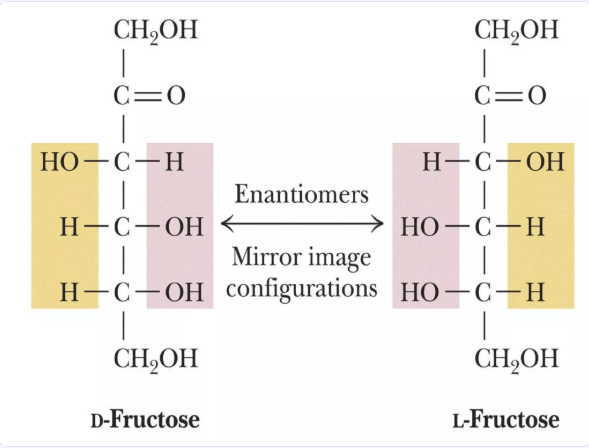 CH₂OH
C=O
HO—C—H
H—C—OH
H—C—OH
CH₂OH
D-Fructose
Enantiomers
Mirror image
configurations
CH₂OH
C=O
H—C—OH
HO—C—H
HO—C—H
CH₂OH
L-Fructose